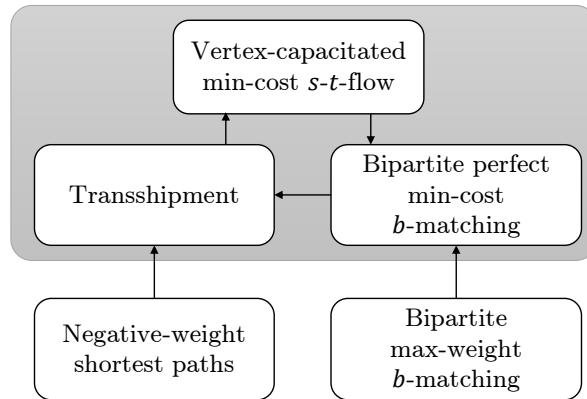 Vertex-capacitated
min-cost s-t-flow
Transshipment
Bipartite perfect
min-cost
b-matching
Negative-weight
shortest paths
Bipartite
max-weight
b-matching